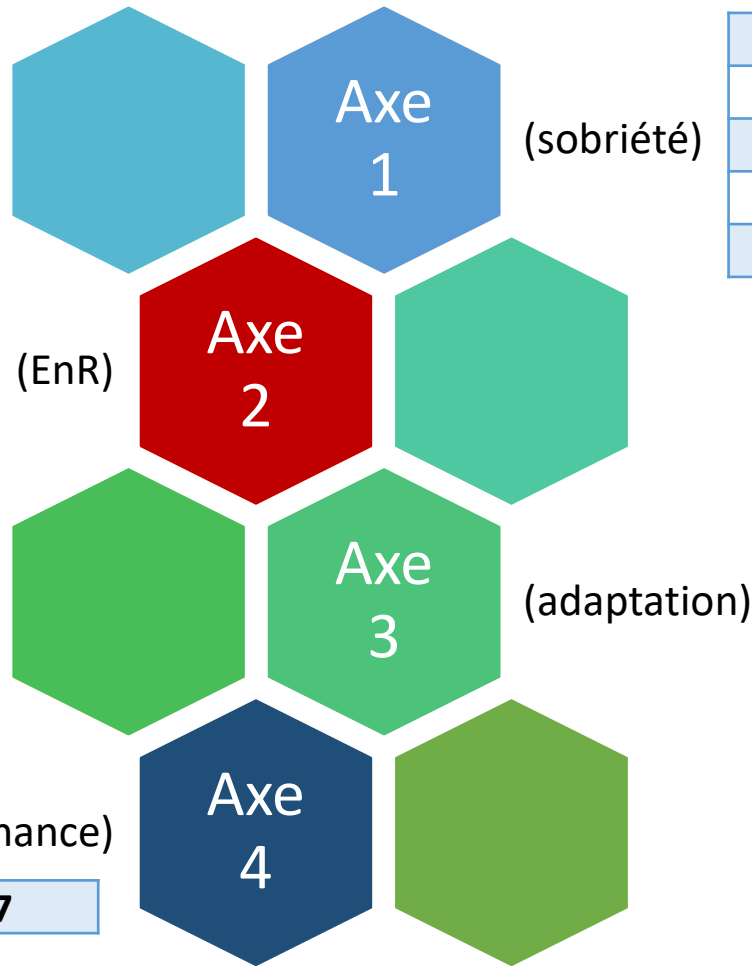 Axe
1
(sobriété)
(EnR)
Axe
2
Axe
3
(adaptation)
Axe
4
nance)
7